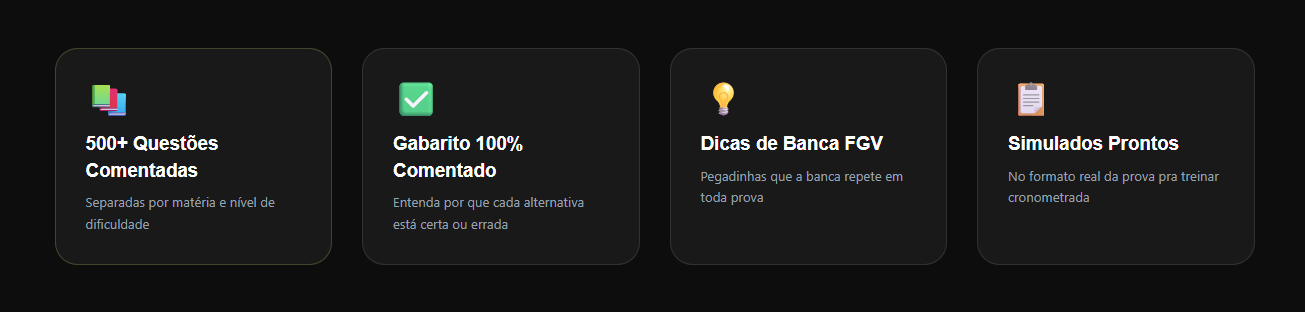 500+ Questões
Comentadas
Separadas por matéria e nível de
dificuldade
Gabarito 100%
Comentado
Entenda por que cada alternativa
está certa ou errada
Dicas de Banca FGV
Pegadinhas que a banca repete em
toda prova
Simulados Prontos
No formato real da prova pra treinar
cronometrada